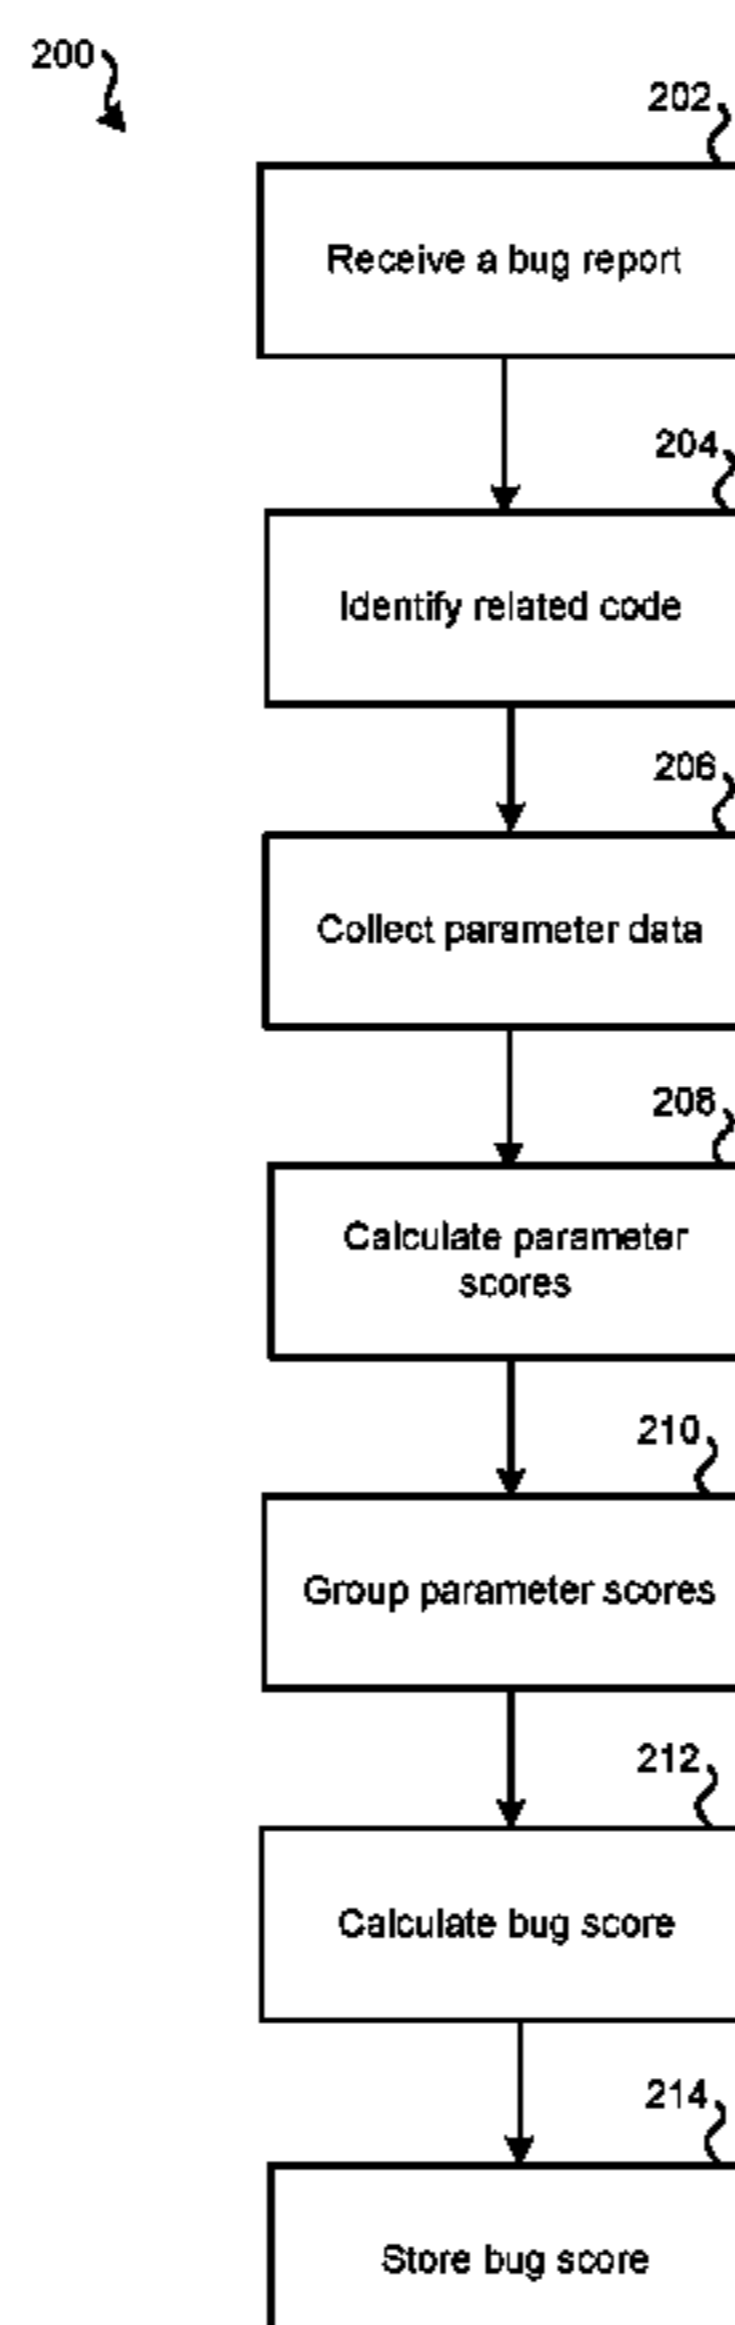 200
202
Receive a bug report
204
Identify related code
206
Collect parameter data
208
Calculate parameter
scores
210
Group parameter scores
212
Calculate bug score
214
Store bug score